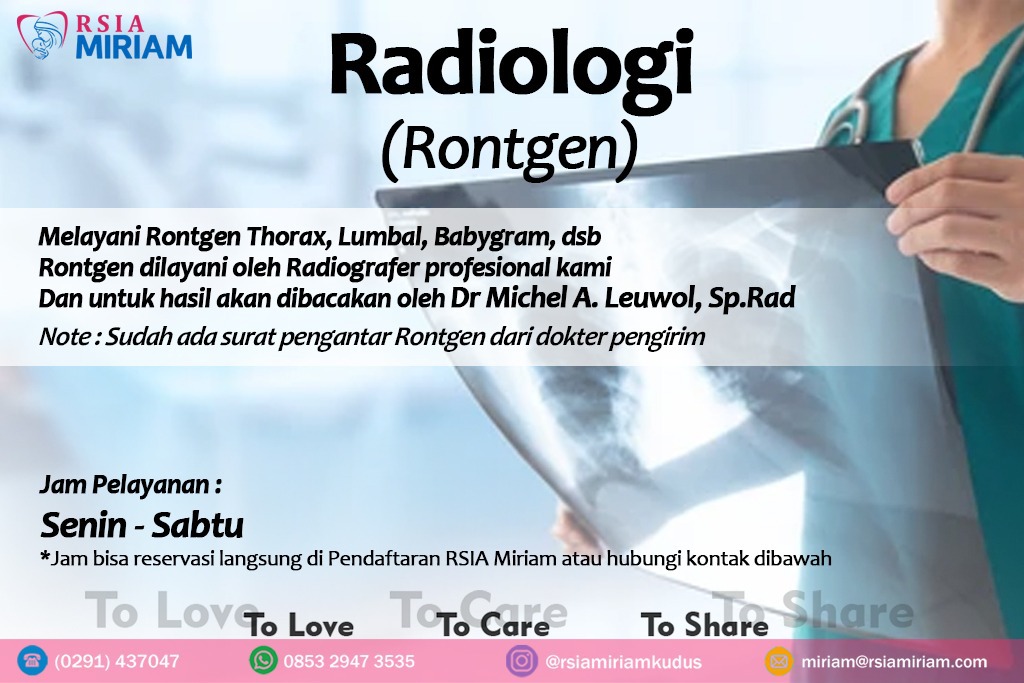 RSIA
MIRIAM
Radiologi
(Rontgen)
Melayani Rontgen Thorax, Lumbal, Babygram, dsb
Rontgen dilayani oleh Radiografer profesional kami
Dan untuk hasil akan dibacakan oleh Dr Michel A. Leuwol, Sp.Rad
Note : Sudah ada surat pengantar Rontgen dari dokter pengirim
Jam Pelayanan :
Senin - Sabtu
*Jam bisa reservasi langsung di Pendaftaran RSIA Miriam atau hubungi kontak dibawah
To Love To Care To Share
To Love To Care To Share
(0291) 437047 0853 2947 3535 @rsiamiriamkudus miriam@rsiamiriam.com